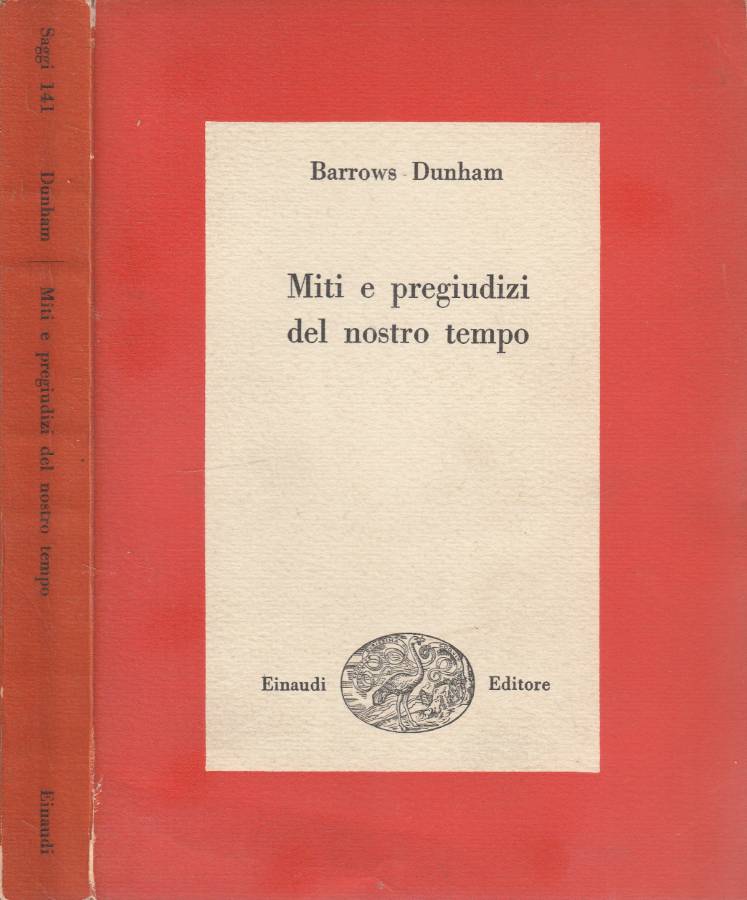 Saggi 141 Dunham Miti e pregiudizi del nostro tempo Einaudi
Barrows Dunham
Miti e pregiudizi
del nostro tempo
Einaudi Editore